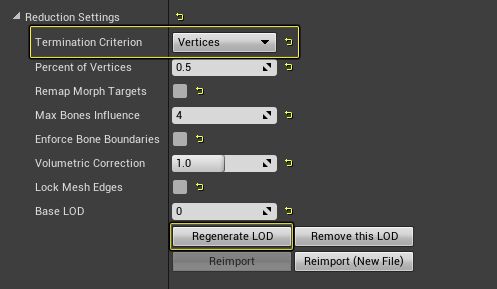 Reduction Settings
Termination Criterion Vertices
Percent of Vertices 0.5
Remap Morph Targets
Max Bones Influence 4
Enforce Bone Boundaries
Volumetric Correction 1.0
Lock Mesh Edges
Base LOD 0
Regenerate LOD Remove this LOD
Reimport Reimport (New File)